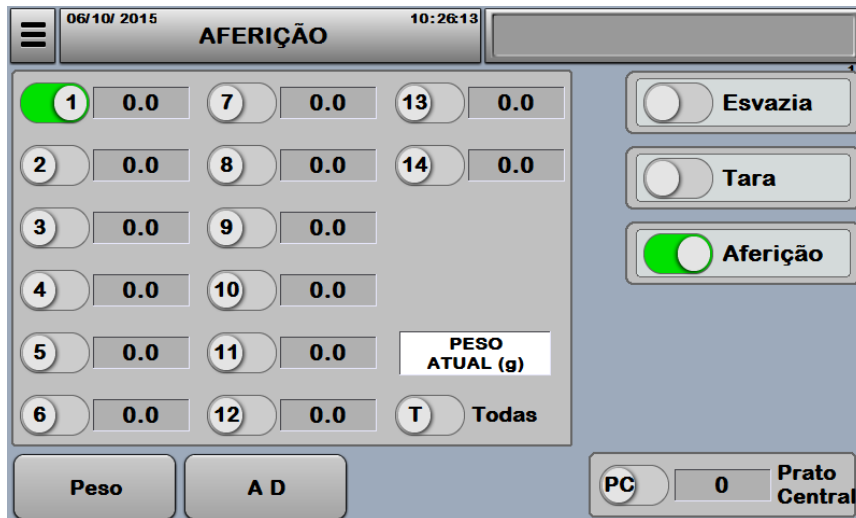 06/10/ 2015
10:26:13
AFERIÇÃO
1 0.0 7 0.0 13 0.0
2 0.0 8 0.0 14 0.0
3 0.0 9 0.0
4 0.0 10 0.0
5 0.0 11 0.0
PESO
ATUAL (g)
6 0.0 12 0.0 T Todas
1
Esvazia
Tara
Aferição
Peso
A D
PC 0 Prato
Central